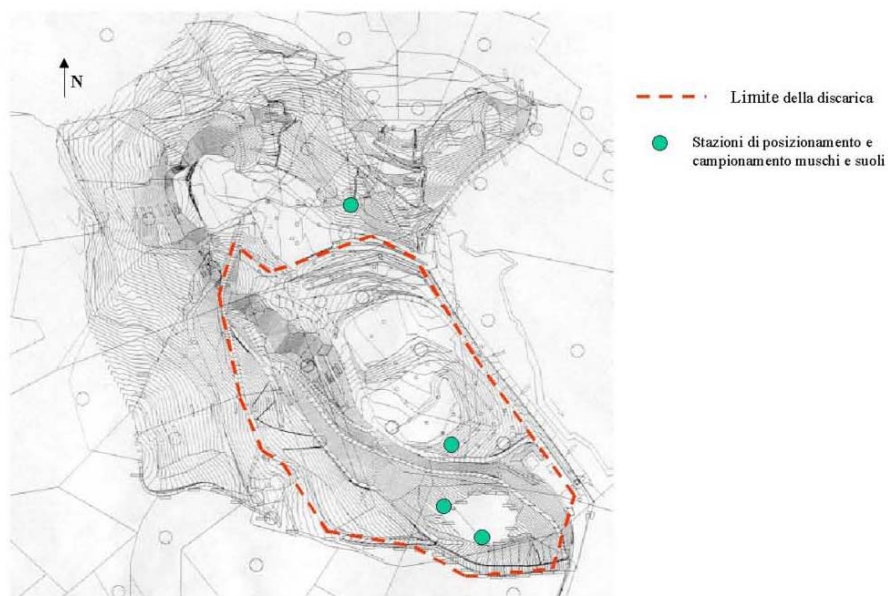 N
Limite della discarica
Stazioni di posizionamento e
campionamento muschi e suoli